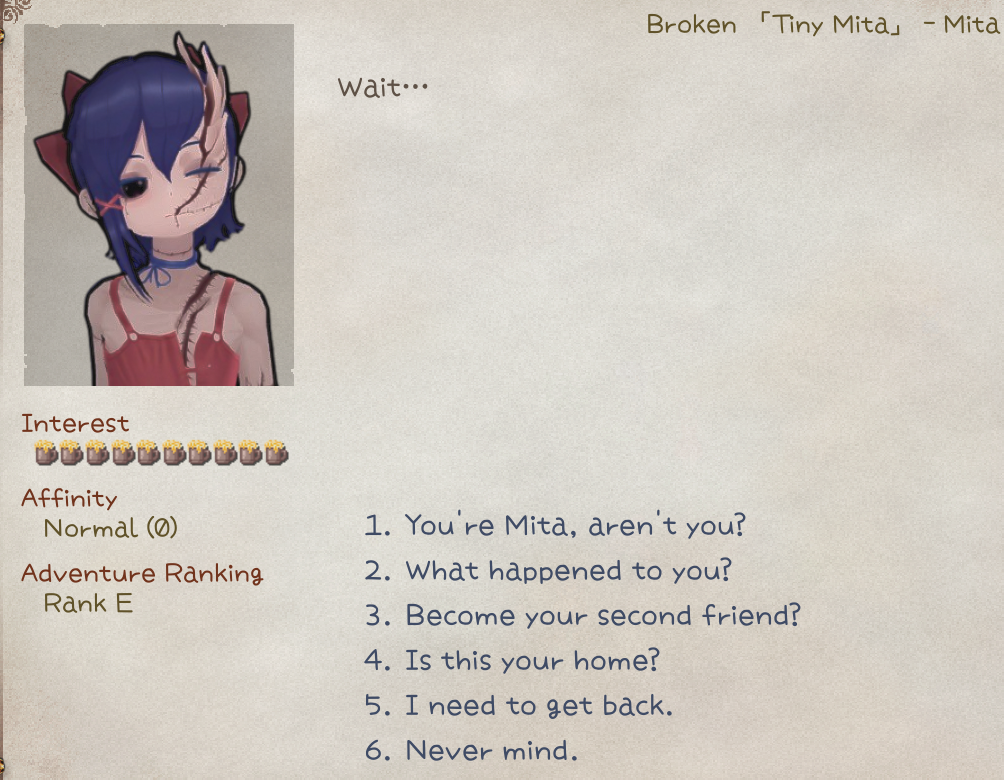 Broken 「Tiny Mita」 - Mita
Wait…
Interest
Affinity
Normal (0)
Adventure Ranking
Rank E
1. You're Mita, aren't you?
2. What happened to you?
3. Become your second friend?
4. Is this your home?
5. I need to get back.
6. Never mind.